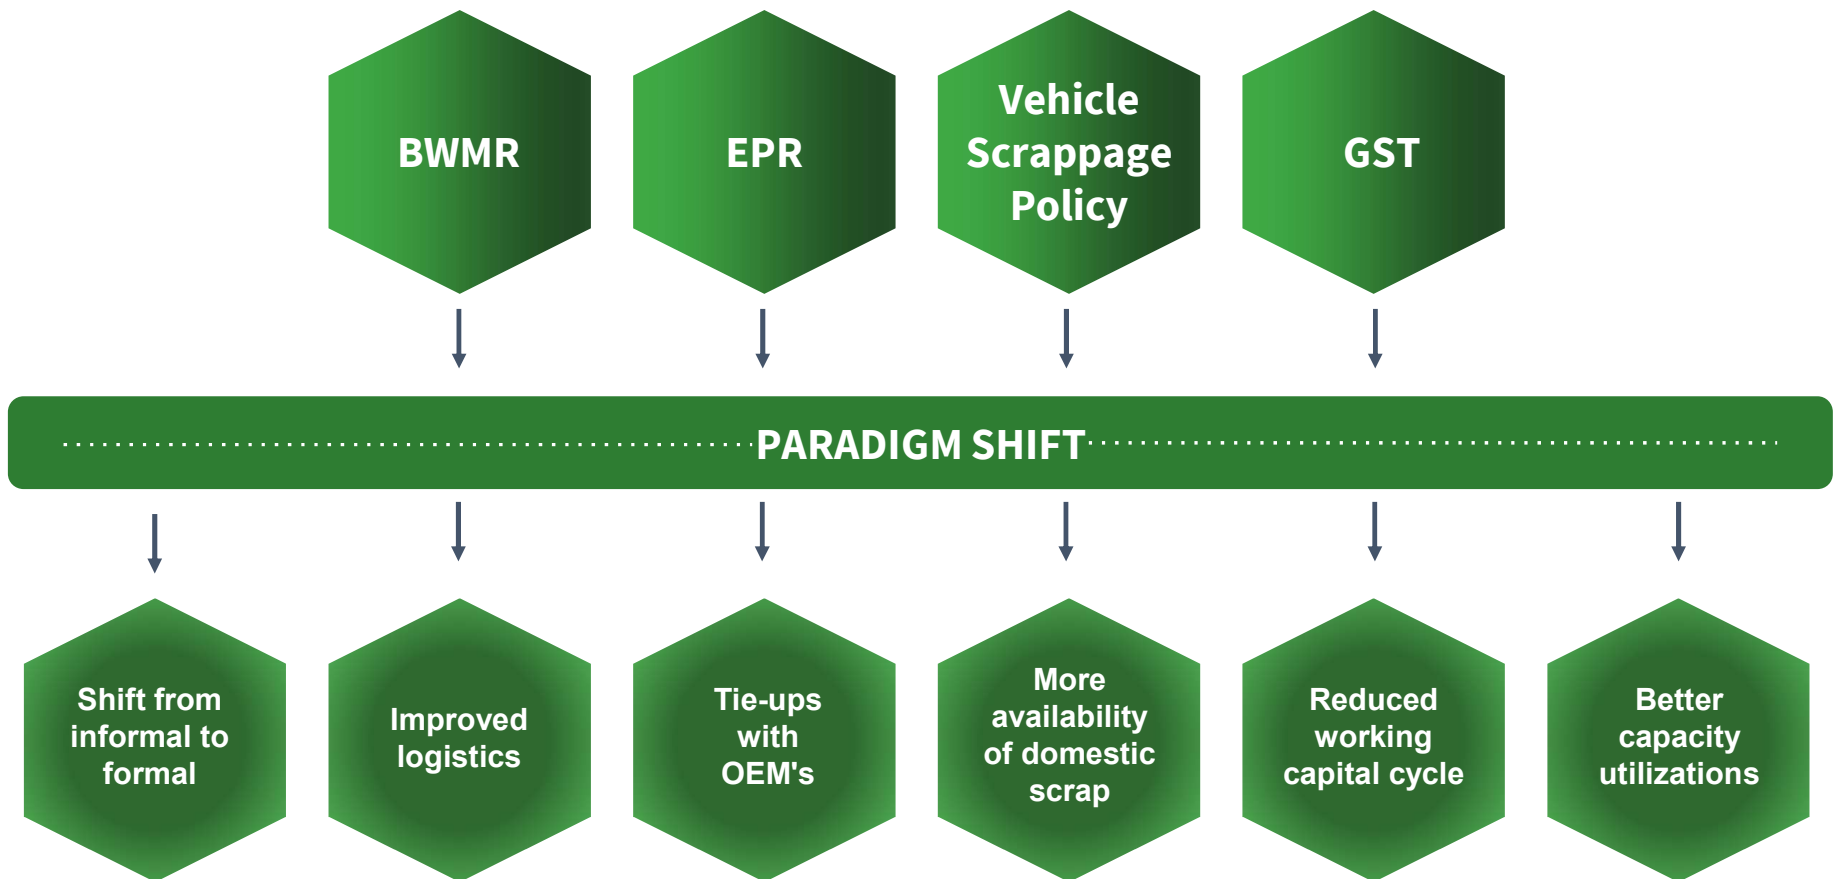 BWMR
EPR
Vehicle
Scrappage
Policy
GST
PARADIGM SHIFT
Shift from
informal to
formal
Improved
logistics
Tie-ups
with
OEM's
More
availability
of domestic
scrap
Reduced
working
capital cycle
Better
capacity
utilizations